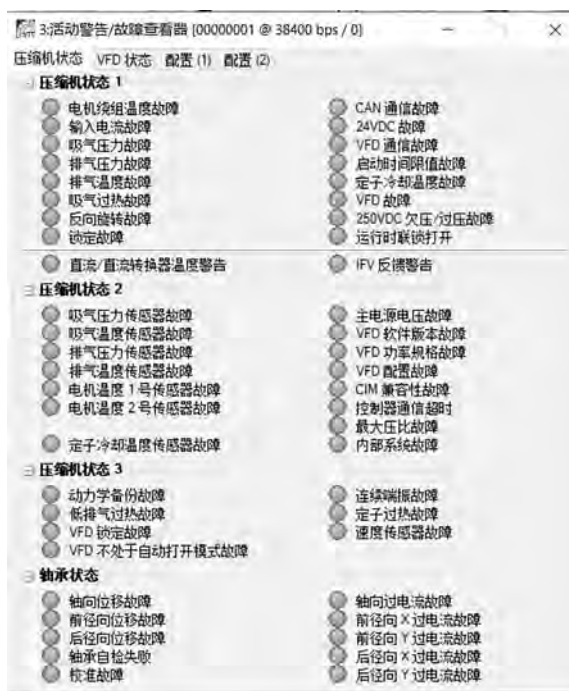 3:活动警告/故障查看器 [00000001 @ 38400 bps / 0]
压缩机状态 VFD 状态 配置 (1) 配置 (2)
压缩机状态 1
电机绕组温度故障 CAN 通信故障
输入电流故障 24VDC 故障
吸气压力故障 VFD 通信故障
排气压力故障 启动时间限值故障
排气温度故障 定子冷却温度故障
吸气过热故障 VFD 故障
反向旋转故障 250VDC 欠压/过压故障
锁定故障 运行时联锁打开
直流/直流转换器温度警告 IFV 反馈警告
压缩机状态 2
吸气压力传感器故障 主电源电压故障
吸气温度传感器故障 VFD 软件版本故障
排气压力传感器故障 VFD 功率规格故障
排气温度传感器故障 VFD 配置故障
电机温度 1 号传感器故障 CIM 兼容性故障
电机温度 2 号传感器故障 控制器通信超时
最大压比故障
定子冷却温度传感器故障 内部系统故障
压缩机状态 3
动力学备份故障 连续喘振故障
低排气过热故障 定子过热故障
VFD 锁定故障 速度传感器故障
VFD 不处于自动打开模式故障
轴承状态
轴向位移故障 轴向过电流故障
前径向位移故障 前径向 X 过电流故障
后径向位移故障 前径向 Y 过电流故障
轴承自检失败 后径向 X 过电流故障
校准故障 后径向 Y 过电流故障